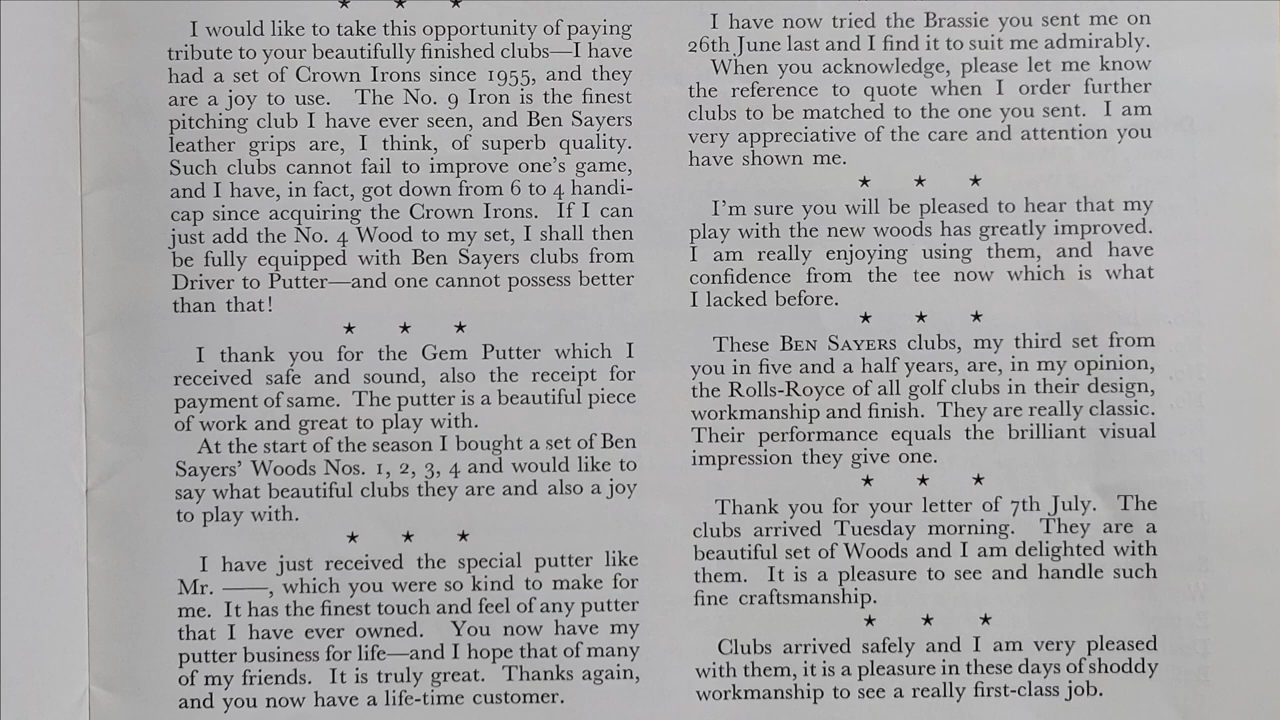 ★ ★ ★
I would like to take this opportunity of paying
tribute to your beautifully finished clubs—I have
had a set of Crown Irons since 1955, and they
are a joy to use. The No. 9 Iron is the finest
pitching club I have ever seen, and Ben Sayers
leather grips are, I think, of superb quality.
Such clubs cannot fail to improve one's game,
and I have, in fact, got down from 6 to 4 handi-
cap since acquiring the Crown Irons. If I can
just add the No. 4 Wood to my set, I shall then
be fully equipped with Ben Sayers clubs from
Driver to Putter—and one cannot possess better
than that!
★ ★ ★
I thank you for the Gem Putter which I
received safe and sound, also the receipt for
payment of same. The putter is a beautiful piece
of work and great to play with.
At the start of the season I bought a set of Ben
Sayers' Woods Nos. 1, 2, 3, 4 and would like to
say what beautiful clubs they are and also a joy
to play with.
★ ★ ★
I have just received the special putter like
Mr. ——, which you were so kind to make for
me. It has the finest touch and feel of any putter
that I have ever owned. You now have my
putter business for life—and I hope that of many
of my friends. It is truly great. Thanks again,
and you now have a life-time customer.
I have now tried the Brassie you sent me on
26th June last and I find it to suit me admirably.
When you acknowledge, please let me know
the reference to quote when I order further
clubs to be matched to the one you sent. I am
very appreciative of the care and attention you
have shown me.
★ ★ ★
I'm sure you will be pleased to hear that my
play with the new woods has greatly improved.
I am really enjoying using them, and have
confidence from the tee now which is what
I lacked before.
★ ★ ★
These BEN SAYERS clubs, my third set from
you in five and a half years, are, in my opinion,
the Rolls-Royce of all golf clubs in their design,
workmanship and finish. They are really classic.
Their performance equals the brilliant visual
impression they give one.
★ ★ ★
Thank you for your letter of 7th July. The
clubs arrived Tuesday morning. They are a
beautiful set of Woods and I am delighted with
them. It is a pleasure to see and handle such
fine craftsmanship.
★ ★ ★
Clubs arrived safely and I am very pleased
with them, it is a pleasure in these days of shoddy
workmanship to see a really first-class job.